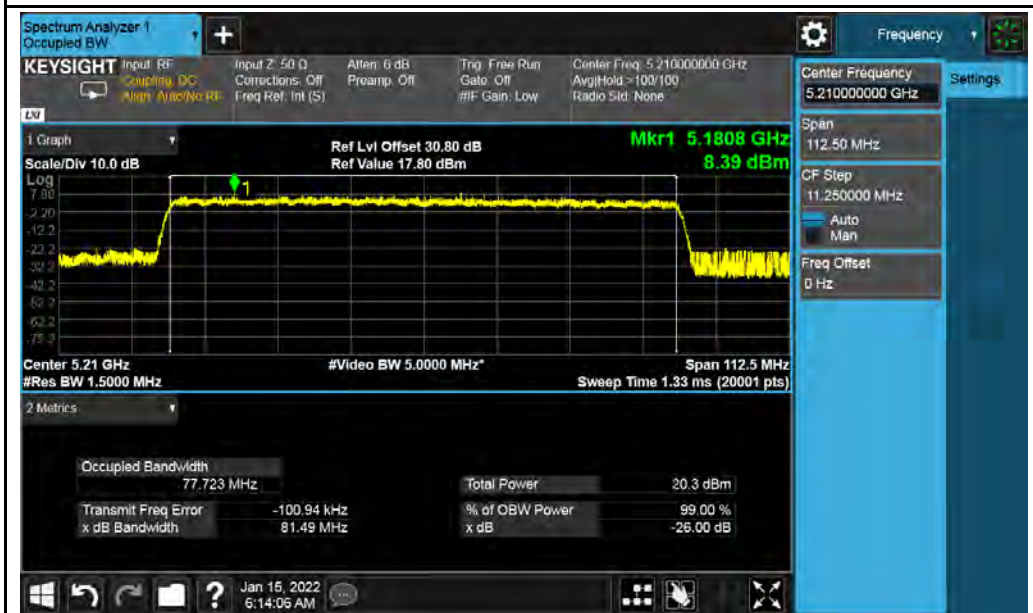 Spectrum Analyzer 1
Occupied BW
+
Frequency
KEYSIGHT Input: RF
Coupling: DC
Align: Auto/No RF
Input Z: 50 Ω
Corrections: Off
Freq Ref: Int (S)
Atten: 6 dB
Preamp: Off
Trig: Free Run
Gate: Off
#IF Gain: Low
Center Freq: 5.210000000 GHz
Avg|Hold:>100/100
Radio Std: None
LXI
Center Frequency
5.210000000 GHz
Settings
Span
112.50 MHz
CF Step
11.250000 MHz
Auto
Man
Freq Offset
0 Hz
1 Graph
Scale/Div 10.0 dB
Ref Lvl Offset 30.80 dB
Ref Value 17.80 dBm
Mkr1 5.1808 GHz
8.39 dBm
Log
1
7.80
-2.20
-12.2
-22.2
-32.2
-42.2
-52.2
-62.2
Center 5.21 GHz
#Res BW 1.5000 MHz
#Video BW 5.0000 MHz*
Span 112.5 MHz
Sweep Time 1.33 ms (20001 pts)
2 Metrics
Occupied Bandwidth
77.723 MHz
Total Power 20.3 dBm
Transmit Freq Error -100.94 kHz
% of OBW Power 99.00 %
x dB Bandwidth 81.49 MHz
x dB -26.00 dB
?
Jan 15, 2022
6:14:06 AM